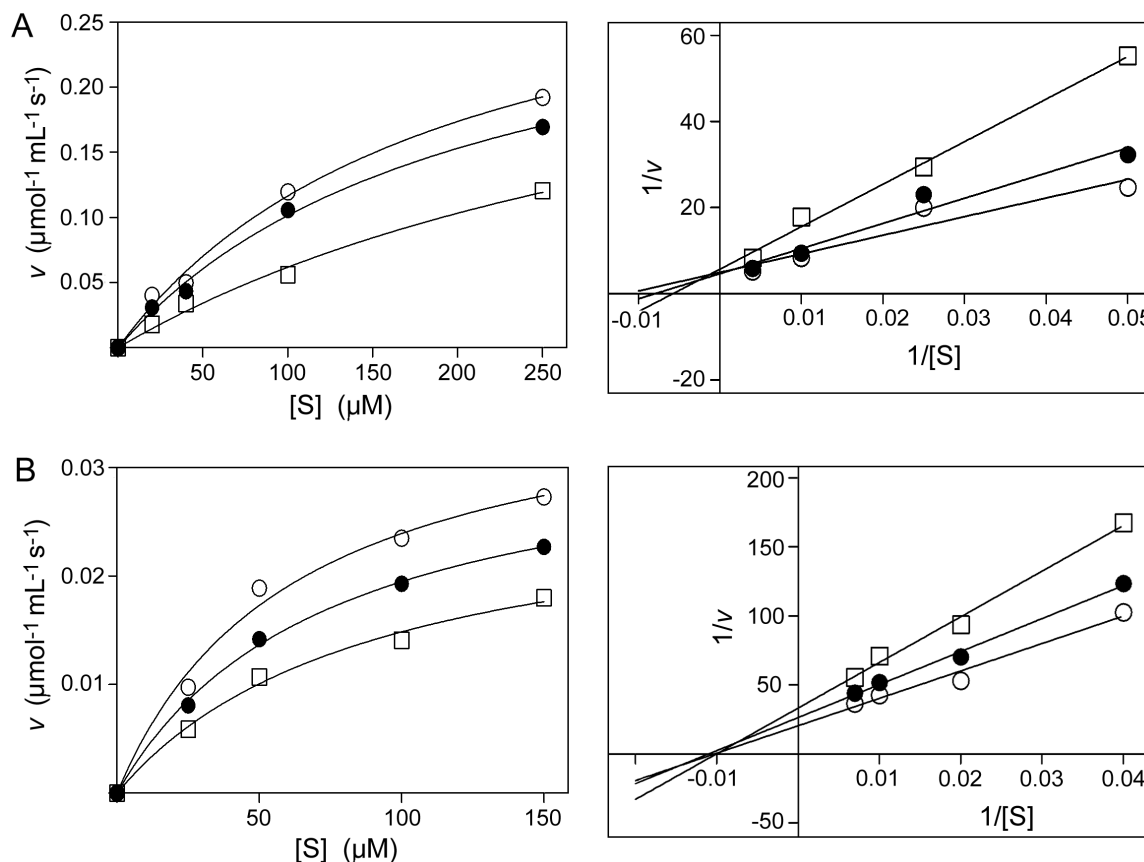 A
0.25
0.20
0.15
0.10
0.05
v (µmol⁻¹ mL⁻¹ s⁻¹)
50 100 150 200 250
[S] (µM)
60
40
20
-20
1/v
-0.01 0.01 0.02 0.03 0.04 0.05
1/[S]
B
0.03
0.02
0.01
v (µmol⁻¹ mL⁻¹ s⁻¹)
50 100 150
[S] (µM)
200
150
100
50
-50
1/v
-0.01 0.01 0.02 0.03 0.04
1/[S]